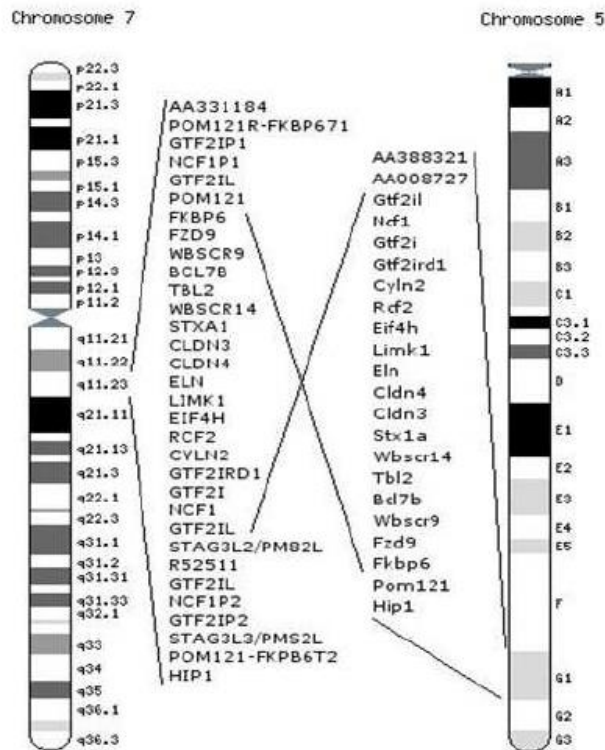 Chromosome 7
Chromosome 5
p22.3
p22.1
p21.3
p21.1
p15.3
p15.1
p14.3
p14.1
p13
p12.3
p12.1
p11.2
q11.21
q11.22
q11.23
q21.11
q21.13
q21.3
q22.1
q22.3
q31.1
q31.2
q31.31
q31.33
q32.1
q33
q34
q35
q36.1
q36.3
AA331184
POM121R-FKBP671
GTF2IP1
NCF1P1
GTF2IL
POM121
FKBP6
FZD9
WBSCR9
BCL7B
TBL2
WBSCR14
STXA1
CLDN3
CLDN4
ELN
LIMK1
EIF4H
RCF2
CYLN2
GTF2IRD1
GTF2I
NCF1
GTF2IL
STAG3L2/PM82L
R52511
GTF2IL
NCF1P2
GTF2IP2
STAG3L3/PMS2L
POM121-FKPB6T2
HIP1
AA388321
AA008727
Gtf2il
Ncf1
Gtf2i
Gtf2ird1
Cyln2
Rcf2
Eif4h
Limk1
Eln
Cldn4
Cldn3
Stx1a
Wbscr14
Tbl2
Bcl7b
Wbscr9
Fzd9
Fkbp6
Pom121
Hip1
A1
A2
A3
B1
B2
B3
C1
C3.1
C3.2
C3.3
D
E1
E2
E3
E4
E5
F
G1
G2
G3